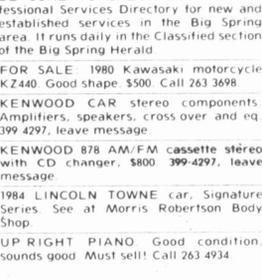 fessional Services Directory for new and
established services in the Big Spring
area. It runs daily in the Classified section
of the Big Spring Herald.
FOR SALE: 1980 Kawasaki motorcycle
KZ440. Good shape. $500. Call 263 3698.
KENWOOD CAR stereo components.
Amplifiers, speakers, cross over and eq.
399 4297, leave message.
KENWOOD 878 AM/FM cassette stereo
with CD changer, $800. 399-4297, leave
message.
1984 LINCOLN TOWNE car, Signature
Series. See at Morris Robertson Body
Shop.
UP RIGHT PIANO. Good condition,
sounds good. Must sell! Call 263 4934.